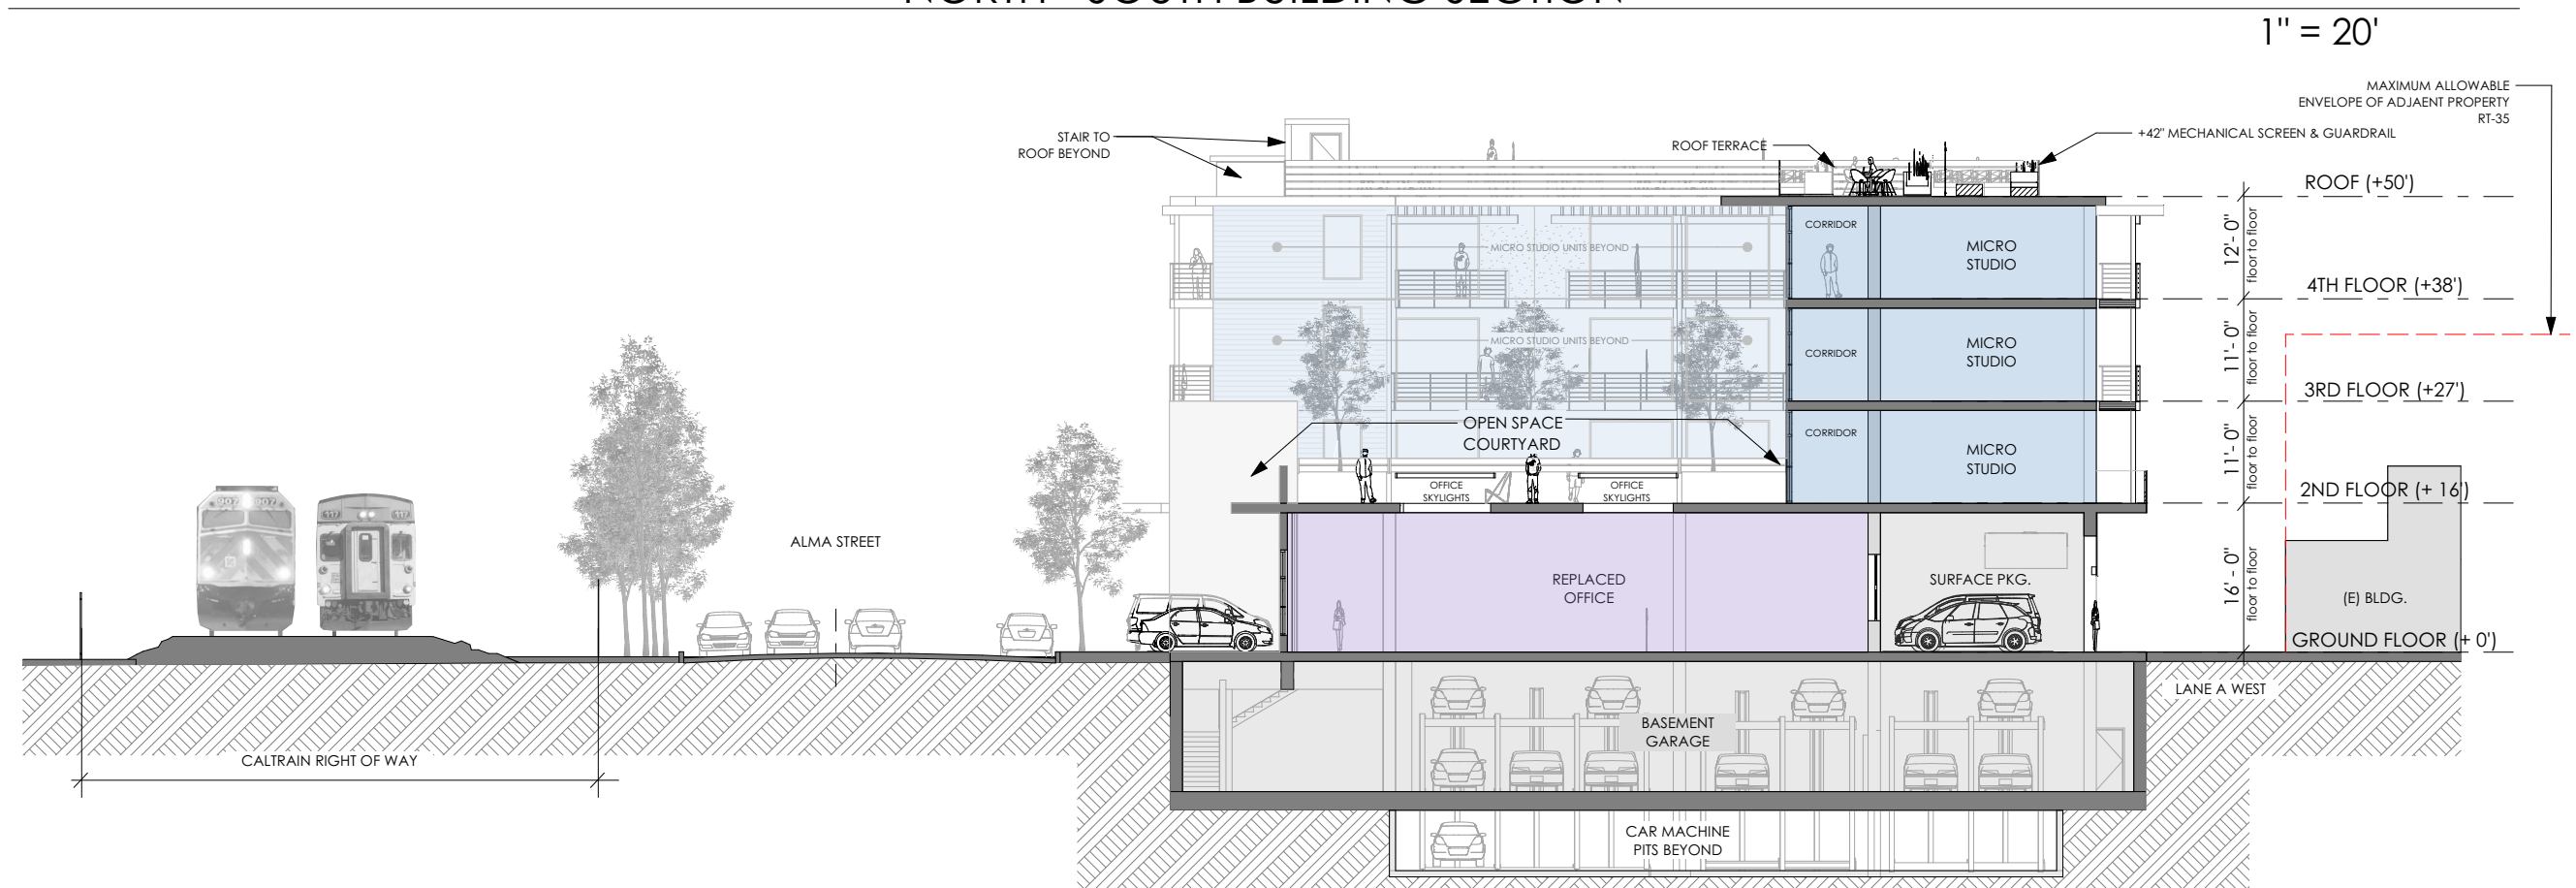 1" = 20'
MAXIMUM ALLOWABLE
ENVELOPE OF ADJAENT PROPERTY
RT-35
+42" MECHANICAL SCREEN & GUARDRAIL
STAIR TO
ROOF BEYOND
ROOF TERRACE
ROOF (+50')
CORRIDOR
MICRO
STUDIO
MICRO STUDIO UNITS BEYOND
12'- 0"
floor to floor
4TH FLOOR (+38')
MICRO STUDIO UNITS BEYOND
CORRIDOR
MICRO
STUDIO
11'- 0"
floor to floor
3RD FLOOR (+27')
OPEN SPACE
COURTYARD
CORRIDOR
MICRO
STUDIO
11'- 0"
floor to floor
OFFICE
SKYLIGHTS
OFFICE
SKYLIGHTS
2ND FLOOR (+ 16')
907 907
117 117
ALMA STREET
REPLACED
OFFICE
SURFACE PKG.
16' - 0"
floor to floor
(E) BLDG.
GROUND FLOOR (+ 0')
LANE A WEST
BASEMENT
GARAGE
CALTRAIN RIGHT OF WAY
CAR MACHINE
PITS BEYOND